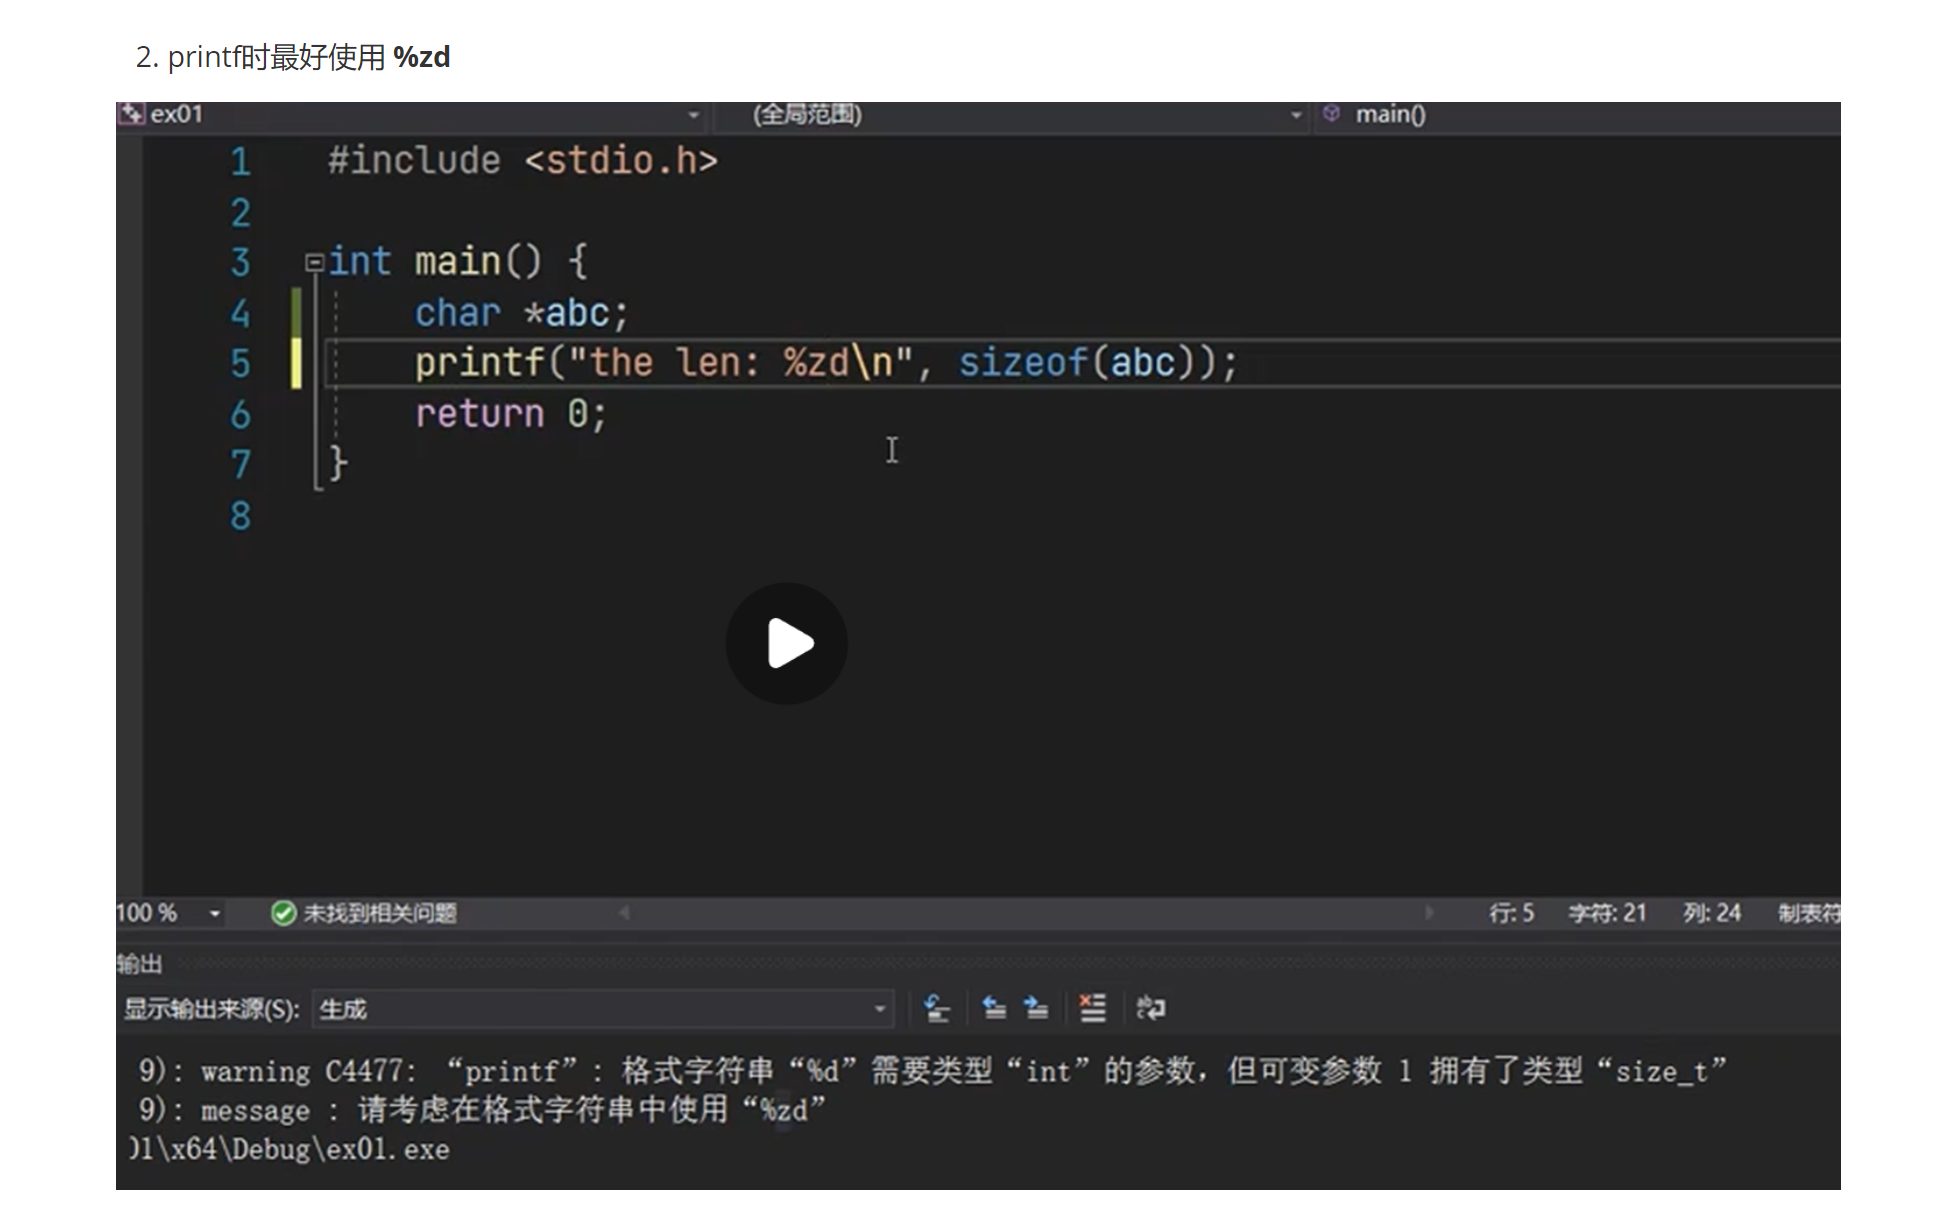 2. printf时最好使用 %zd
ex01 (全局范围) main()
1 #include <stdio.h>
2
3 int main() {
4 char *abc;
5 printf("the len: %zd\n", sizeof(abc));
6 return 0;
7 }
8
100 % 未找到相关问题 行: 5 字符: 21 列: 24 制表符
输出
显示输出来源(S): 生成
9): warning C4477: “printf”: 格式字符串“%d”需要类型“int”的参数，但可变参数 1 拥有了类型“size_t”
9): message : 请考虑在格式字符串中使用“%zd”
01\x64\Debug\ex01.exe